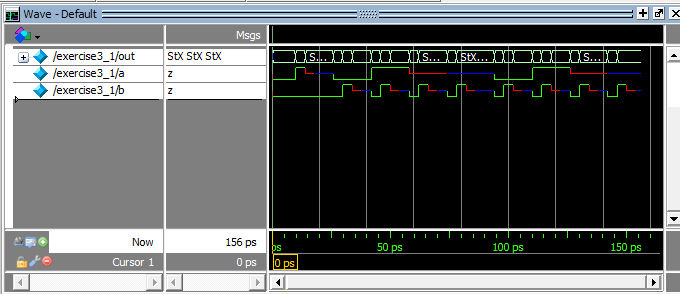 Wave - Default
Msgs
/exercise3_1/out StX StX StX S... S... StX... S...
/exercise3_1/a z
/exercise3_1/b z
Now 156 ps ps 50 ps 100 ps 150 ps
Cursor 1 0 ps 0 ps